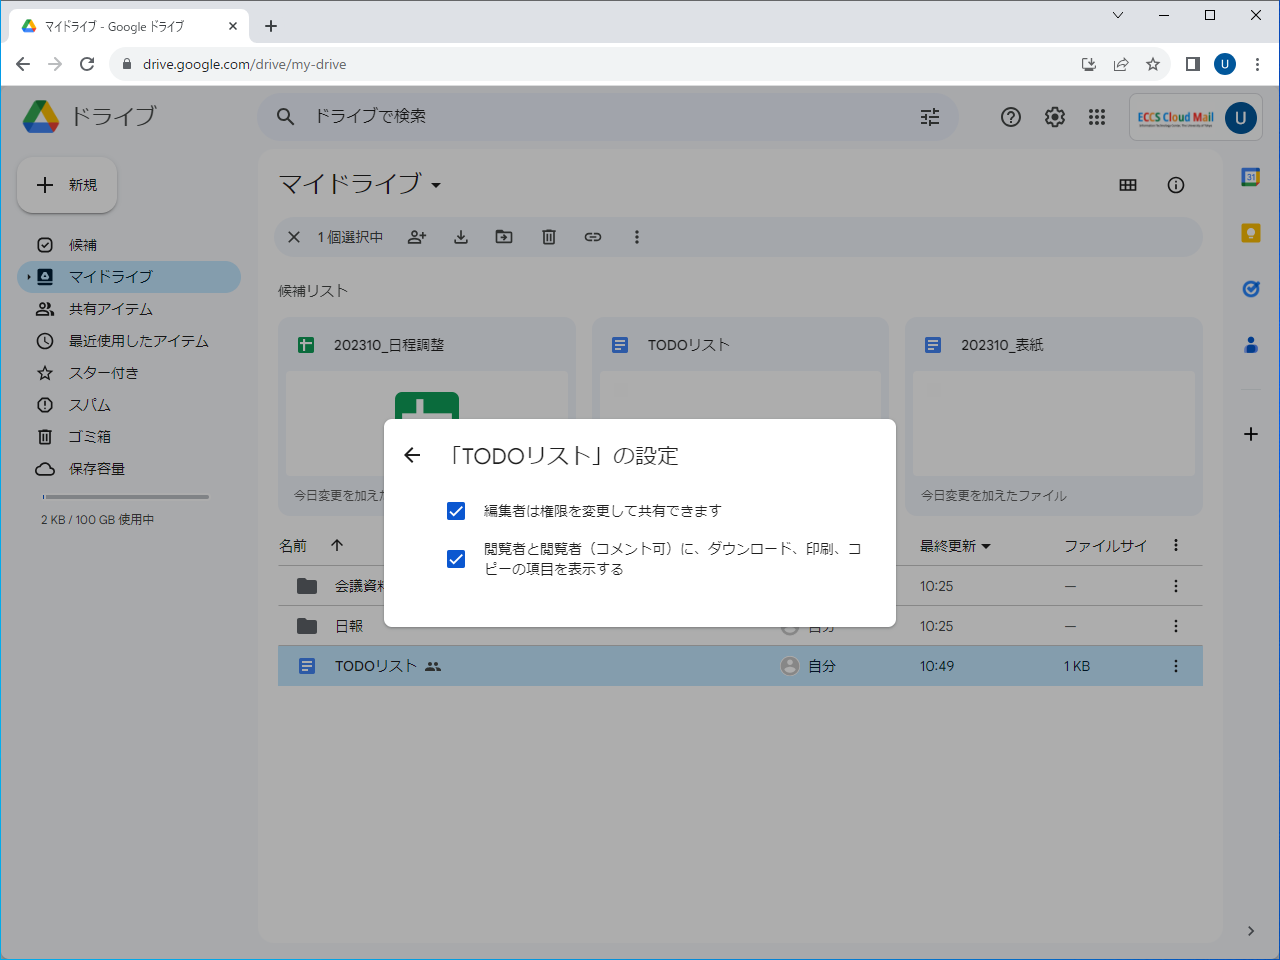 マイドライブ - Google ドライブ
drive.google.com/drive/my-drive
U
ドライブ
ドライブで検索
ECCS Cloud Mail
Information Technology Center, The University of Tokyo
U
新規
マイドライブ
31
1 個選択中
候補
マイドライブ
候補リスト
共有アイテム
最近使用したアイテム
202310_日程調整
TODOリスト
202310_表紙
スター付き
スパム
ゴミ箱
保存容量
2 KB / 100 GB 使用中
今日変更を加えた
今日変更を加えたファイル
「TODOリスト」の設定
編集者は権限を変更して共有できます
閲覧者と閲覧者（コメント可）に、ダウンロード、印刷、コ
ピーの項目を表示する
名前
最終更新
ファイルサイ
会議資料
10:25
—
日報
自分
10:25
—
TODOリスト
自分
10:49
1 KB